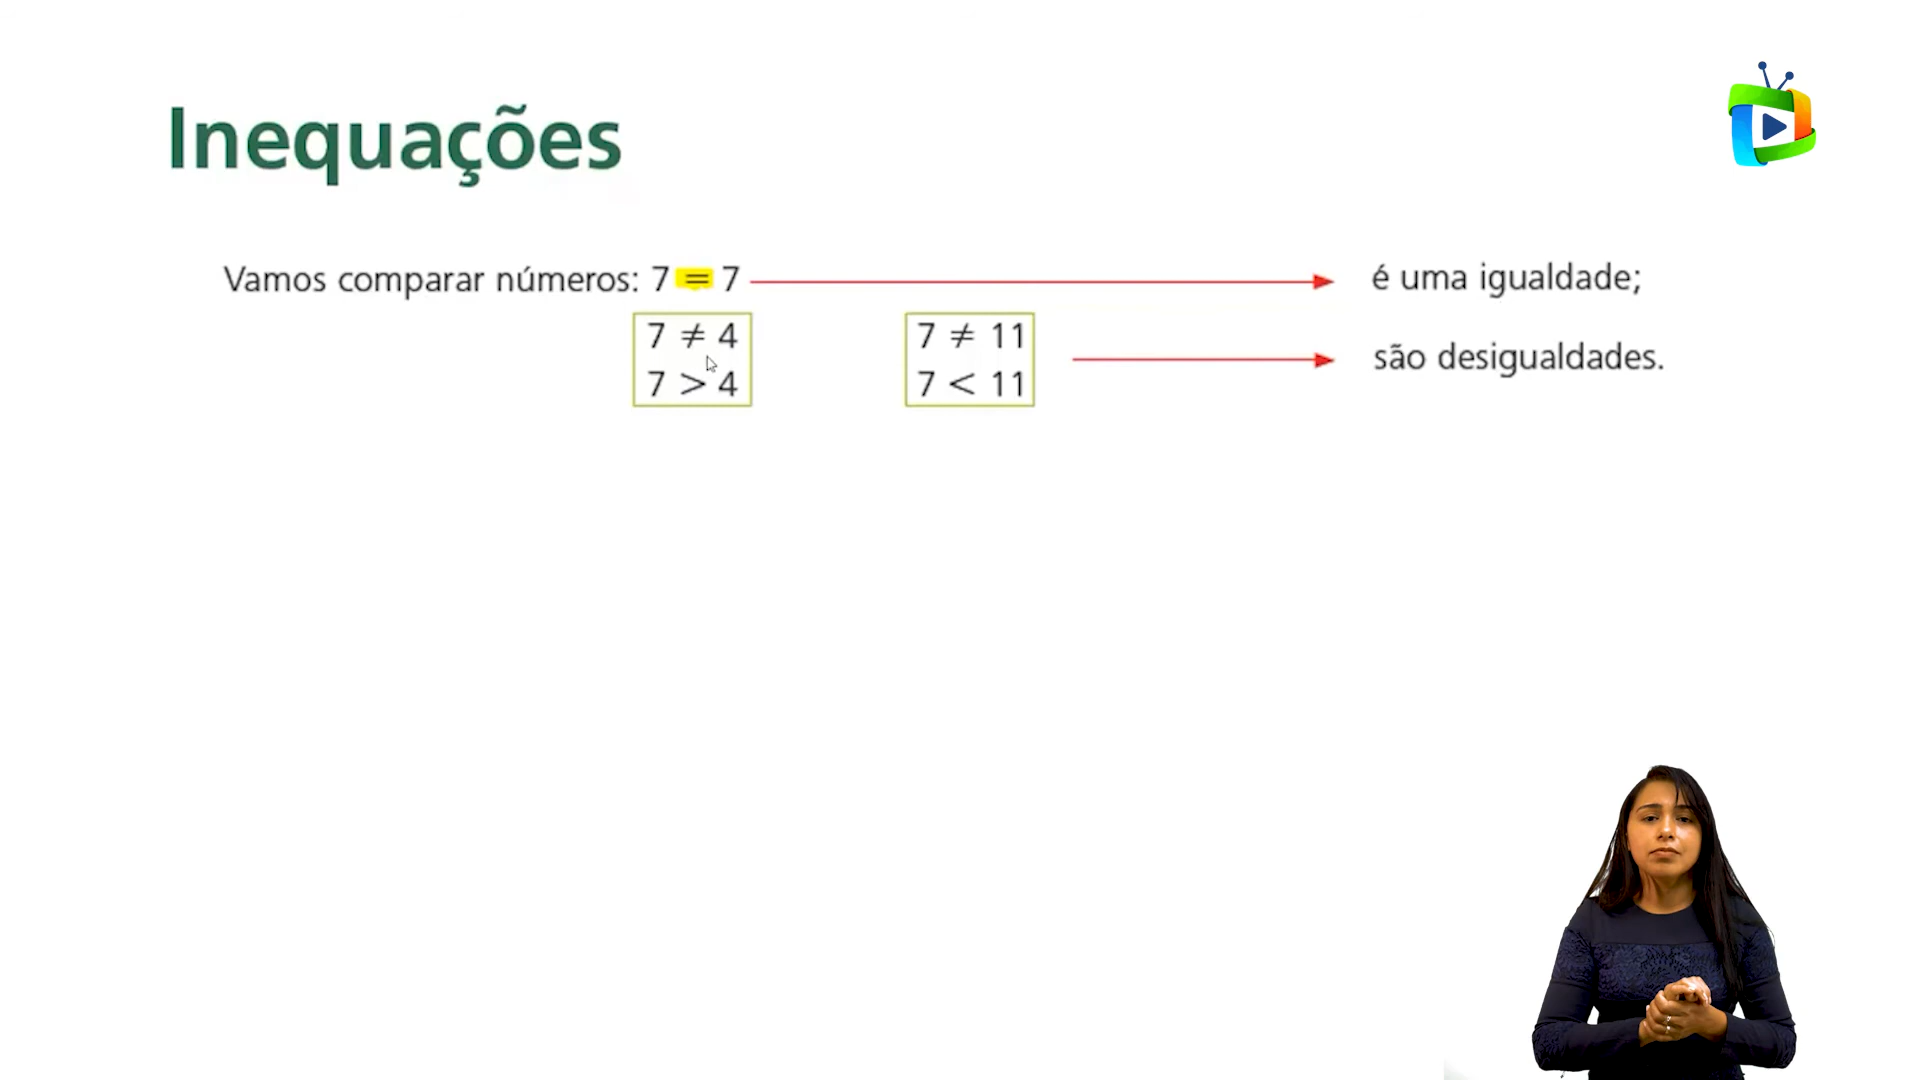 Inequações
Vamos comparar números: 7 = 7
é uma igualdade;
7 ≠ 4
7 > 4
7 ≠ 11
7 < 11
são desigualdades.